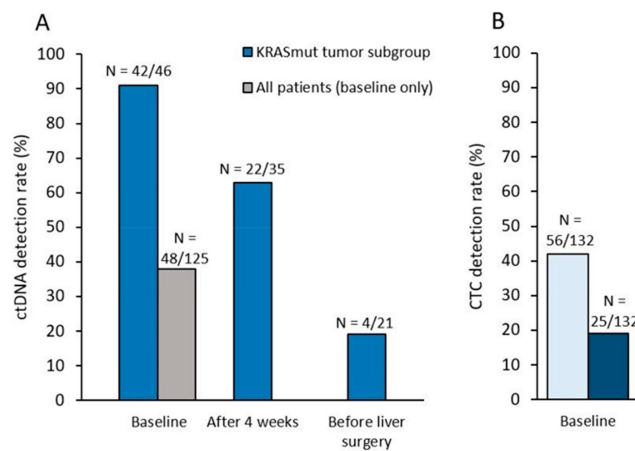 A
ctDNA detection rate (%)
100
90
80
70
60
50
40
30
20
10
0
N = 42/46
N =
48/125
N = 22/35
N = 4/21
KRASmut tumor subgroup
All patients (baseline only)
Baseline
After 4 weeks
Before liver
surgery
B
CTC detection rate (%)
100
90
80
70
60
50
40
30
20
10
0
N =
56/132
N =
25/132
Baseline